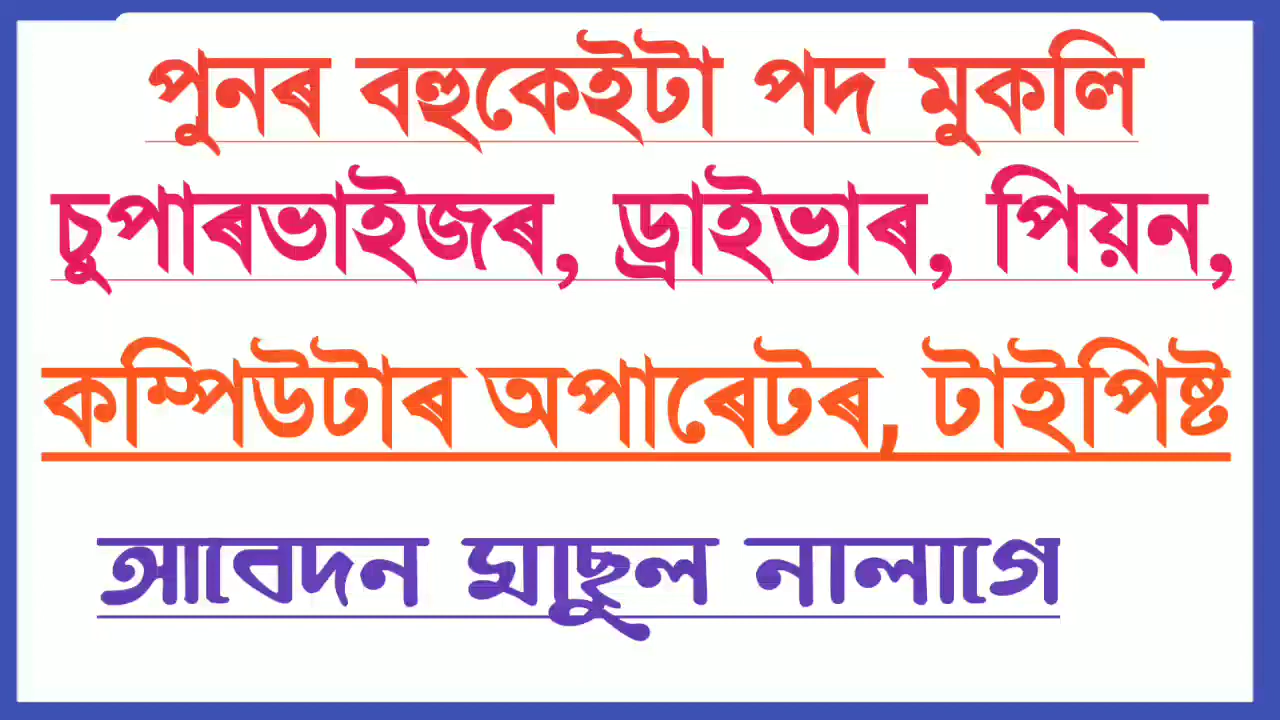 পুনৰ বহুকেইটা পদ মুকলি
চুপাৰভাইজৰ, ড্ৰাইভাৰ, পিয়ন,
কম্পিউটাৰ অপাৰেটৰ, টাইপিষ্ট
আবেদন মাছুল নালাগে